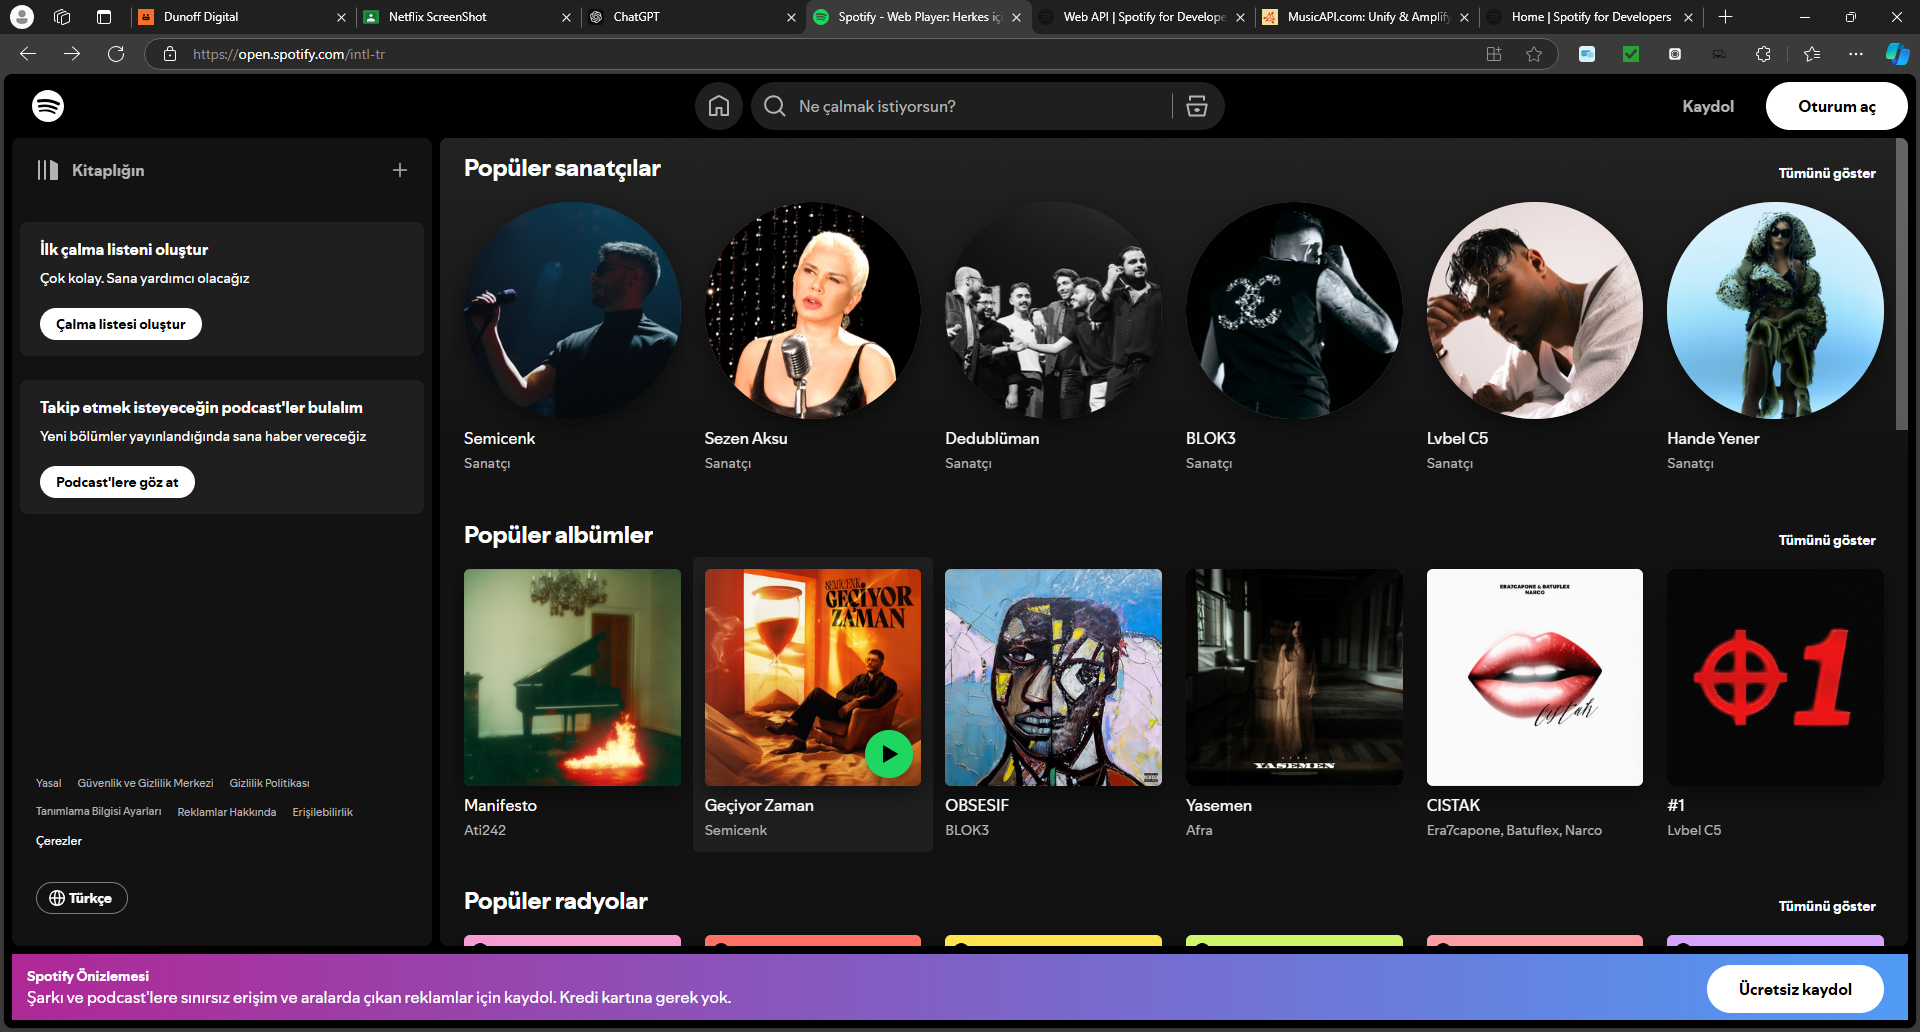 Dunoff Digital
Netflix ScreenShot
ChatGPT
Spotify - Web Player: Herkes içi
Web API | Spotify for Develope
MusicAPI.com: Unify & Amplify
Home | Spotify for Developers
https://open.spotify.com/intl-tr
Ne çalmak istiyorsun?
Kaydol
Oturum aç
Kitaplığın
İlk çalma listeni oluştur
Çok kolay. Sana yardımcı olacağız
Çalma listesi oluştur
Takip etmek isteyeceğin podcast'ler bulalım
Yeni bölümler yayınlandığında sana haber vereceğiz
Podcast'lere göz at
Yasal
Güvenlik ve Gizlilik Merkezi
Gizlilik Politikası
Tanımlama Bilgisi Ayarları
Reklamlar Hakkında
Erişilebilirlik
Çerezler
Türkçe
Popüler sanatçılar
Tümünü göster
Semicenk
Sanatçı
Sezen Aksu
Sanatçı
Dedublüman
Sanatçı
BLOK3
Sanatçı
Lvbel C5
Sanatçı
Hande Yener
Sanatçı
Popüler albümler
Tümünü göster
SEMİCENK
GEÇİYOR
ZAMAN
AFRA
YASEMEN
ERA7CAPONE & BATUFLEX
NARCO
Cıstak
1
Manifesto
Ati242
Geçiyor Zaman
Semicenk
OBSESIF
BLOK3
Yasemen
Afra
CISTAK
Era7capone, Batuflex, Narco
#1
Lvbel C5
Popüler radyolar
Tümünü göster
Spotify Önizlemesi
Şarkı ve podcast'lere sınırsız erişim ve aralarda çıkan reklamlar için kaydol. Kredi kartına gerek yok.
Ücretsiz kaydol